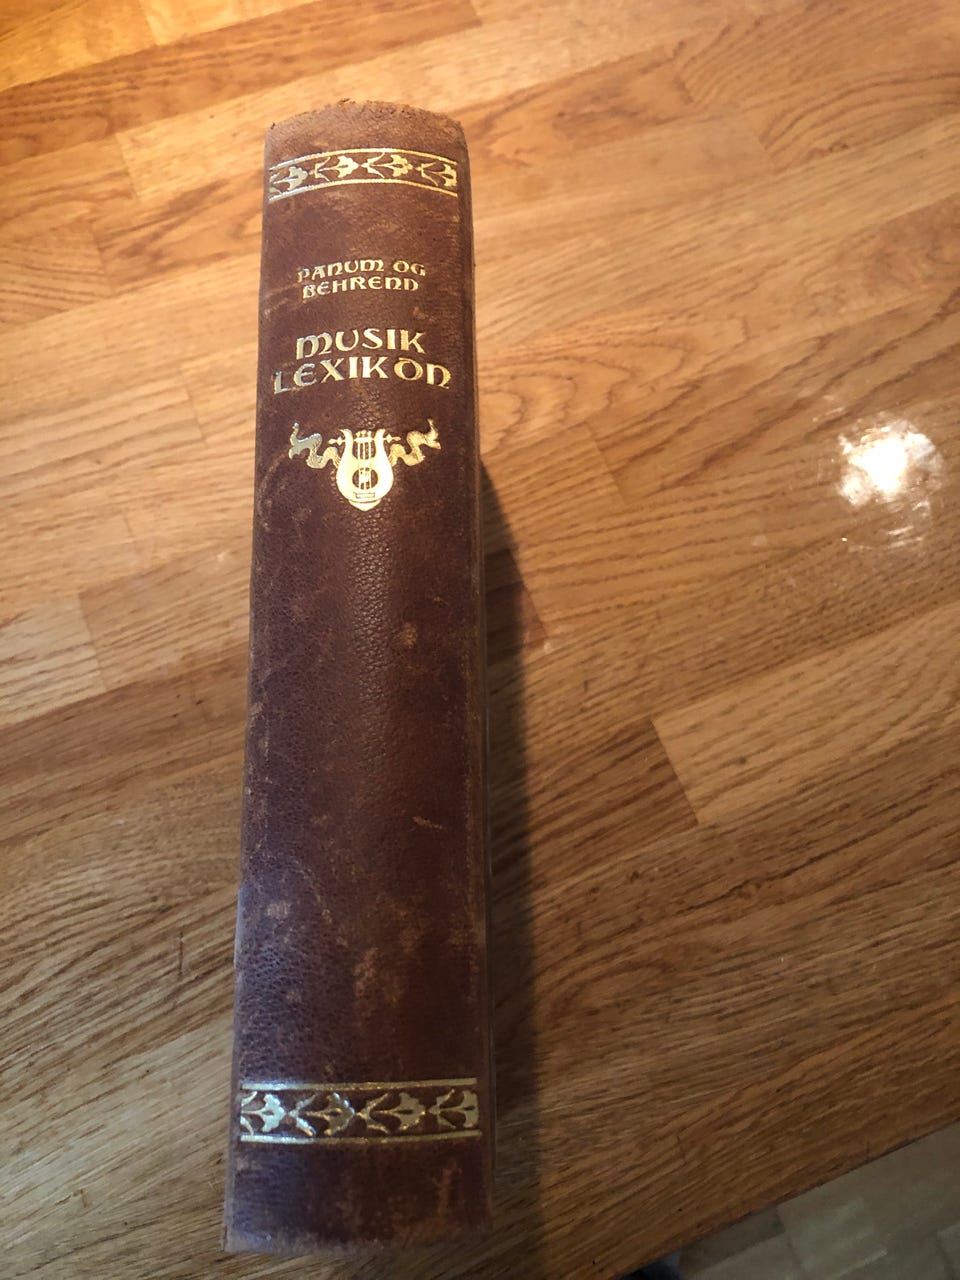 PANUM OG
BEHREND
MUSIK
LEXIKON